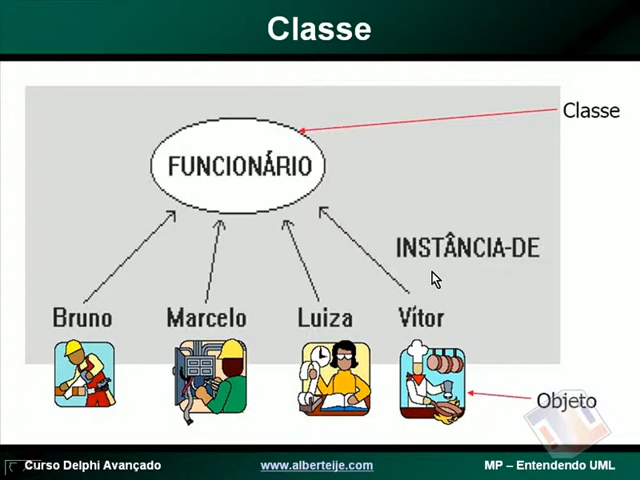 Classe
Classe
FUNCIONÁRIO
INSTÂNCIA-DE
Bruno
Marcelo
Luiza
Vítor
Objeto
Curso Delphi Avançado
www.alberteije.com
MP – Entendendo UML